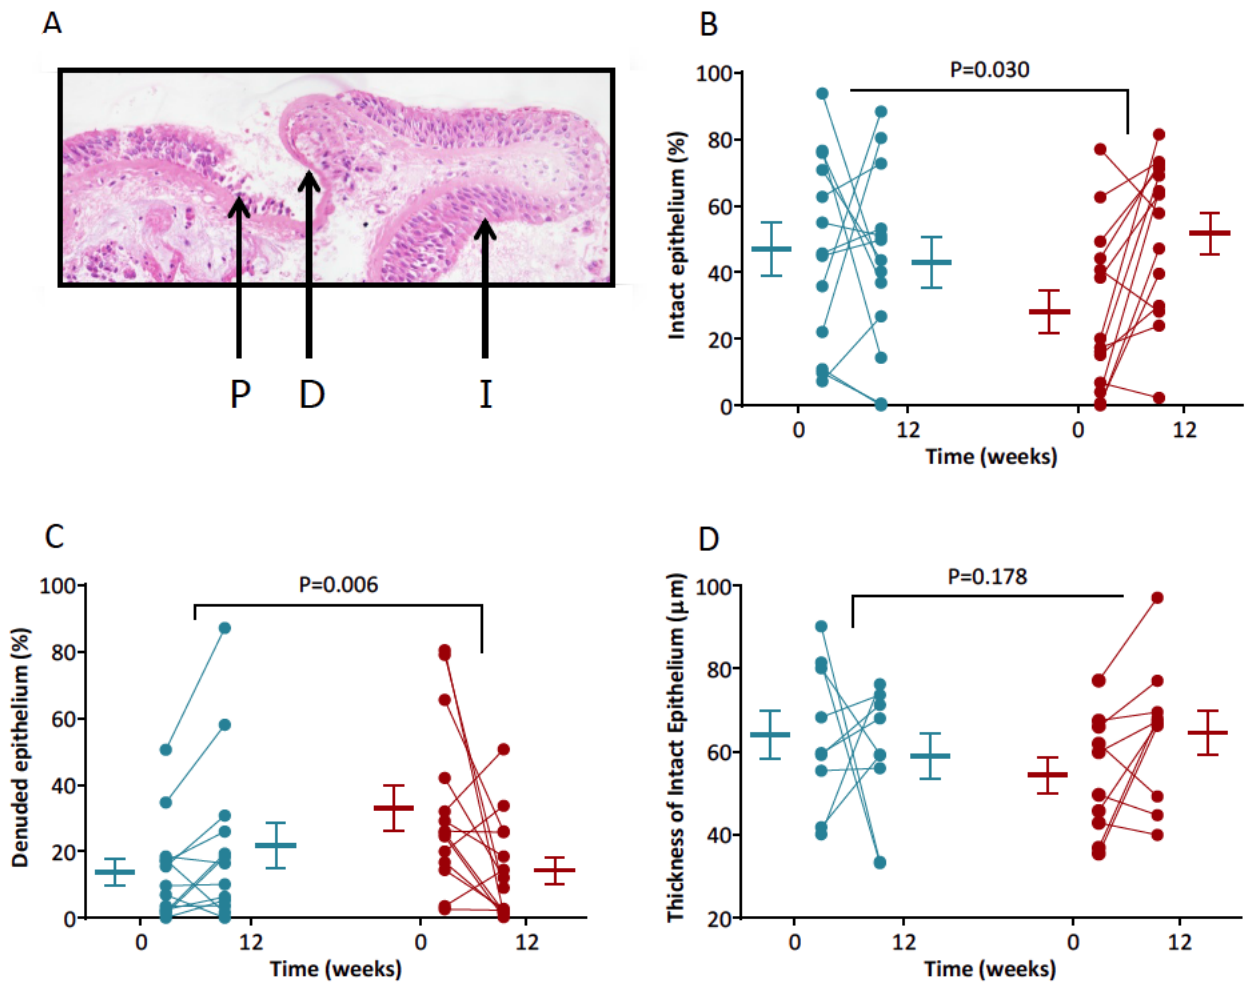 A
P D I
B
P=0.030
Intact epithelium (%)
100
80
60
40
20
0
0 12 0 12
Time (weeks)
C
P=0.006
Denuded epithelium (%)
100
80
60
40
20
0
0 12 0 12
Time (weeks)
D
P=0.178
Thickness of Intact Epithelium (μm)
100
80
60
40
20
0 12 0 12
Time (weeks)